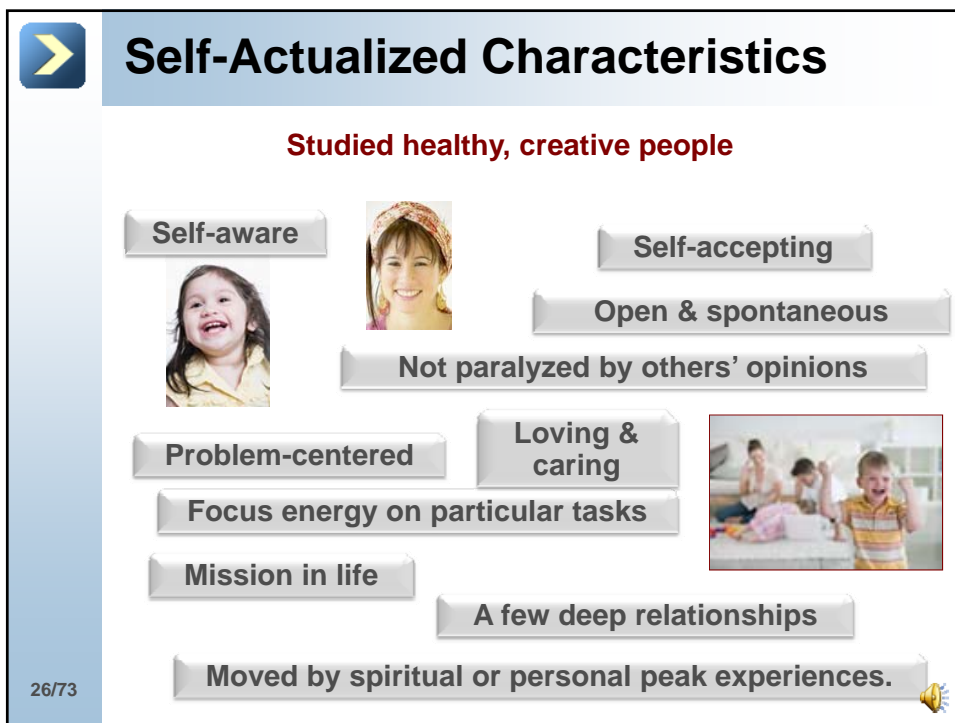 Self-Actualized Characteristics
Studied healthy, creative people
Self-aware
Self-accepting
Open & spontaneous
Not paralyzed by others’ opinions
Loving &
caring
Problem-centered
Focus energy on particular tasks
Mission in life
A few deep relationships
Moved by spiritual or personal peak experiences.
26/73